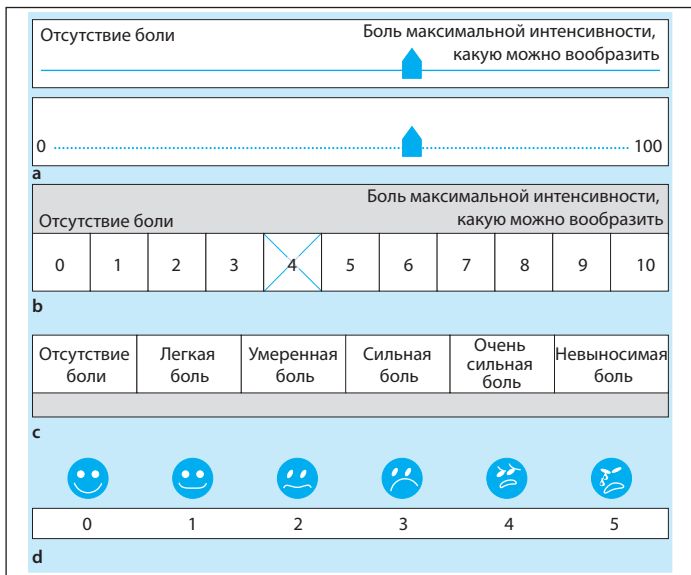 Отсутствие боли
Боль максимальной интенсивности,
какую можно вообразить
0 100
a
Боль максимальной интенсивности,
Отсутствие боли какую можно вообразить
0 1 2 3 4 5 6 7 8 9 10
b
Отсутствие боли
Легкая боль
Умеренная боль
Сильная боль
Очень сильная боль
Невыносимая боль
c
0 1 2 3 4 5
d